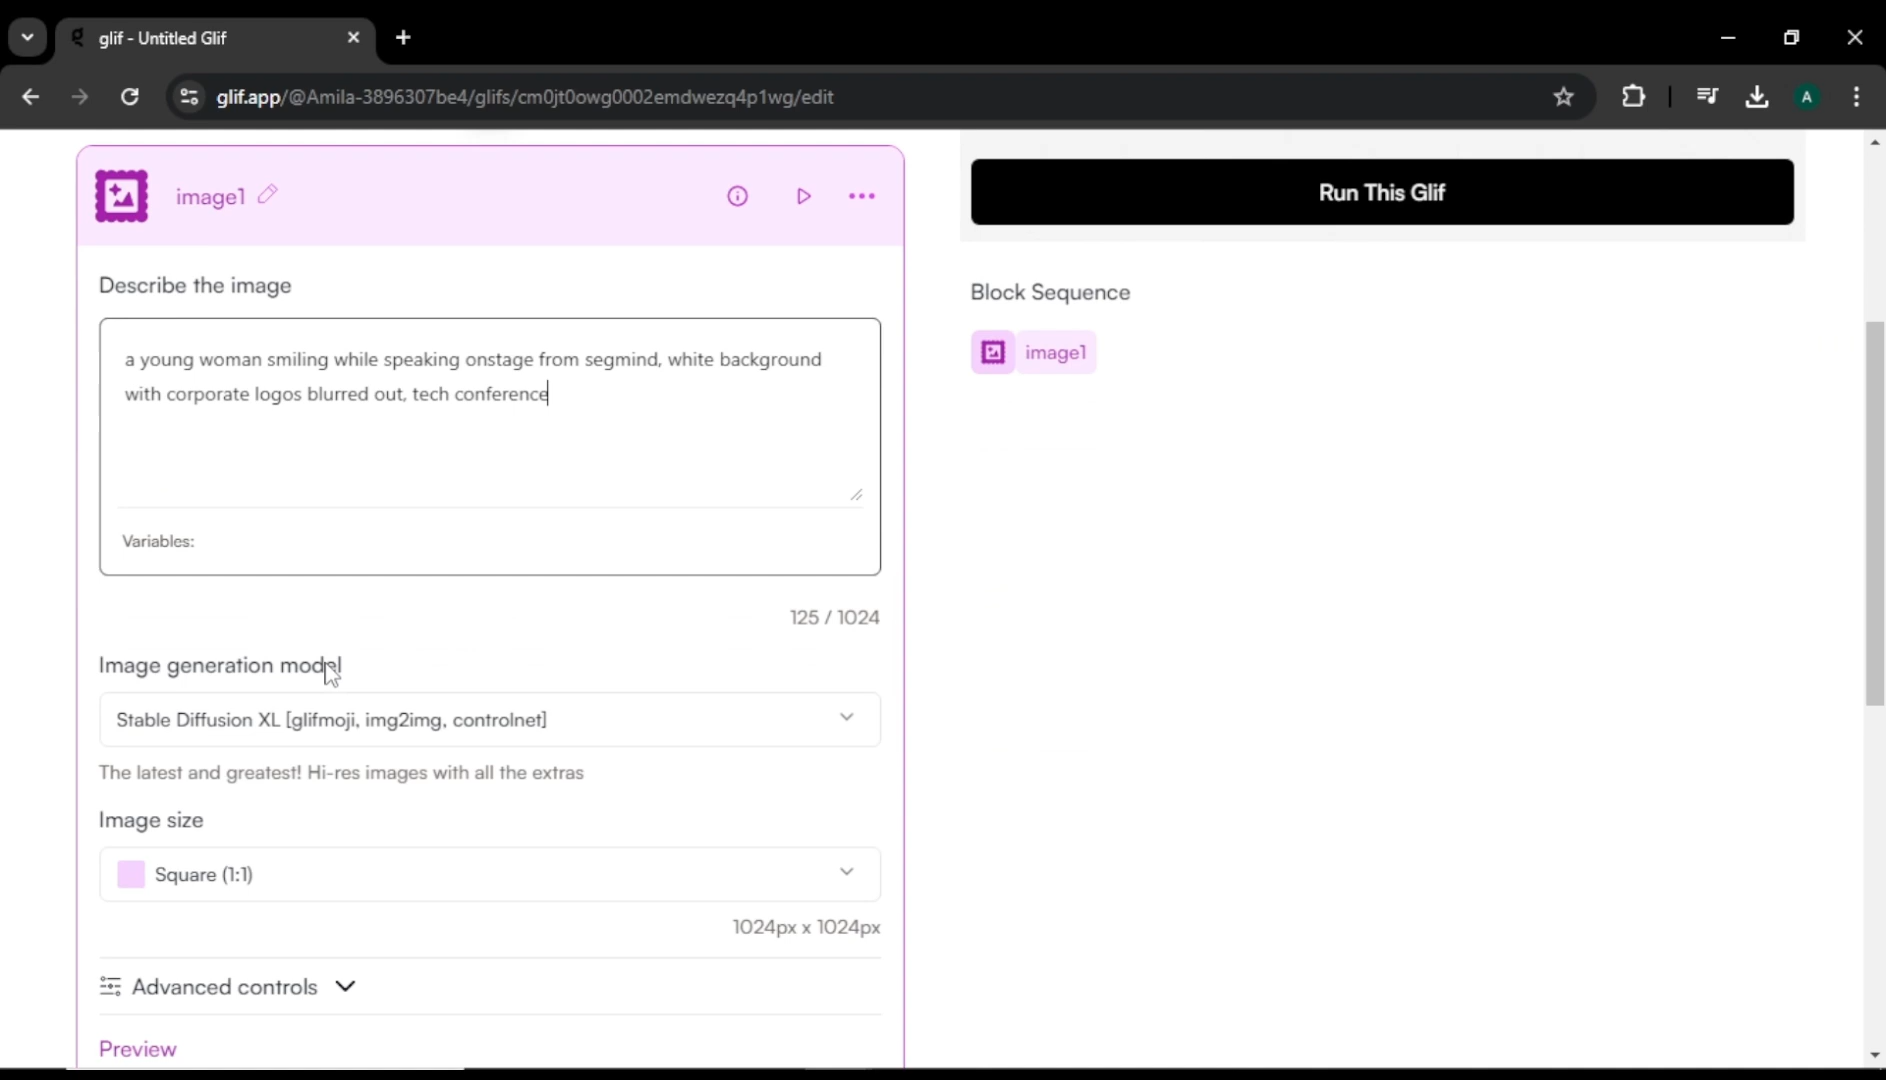 glif - Untitled Glif
glif.app/@Amila-3896307be4/glifs/cm0jt0owg0002emdwezq4p1wg/edit
A
image1
Run This Glif
Describe the image
Block Sequence
a young woman smiling while speaking onstage from segmind, white background
with corporate logos blurred out, tech conference
image1
Variables:
125 / 1024
Image generation model
Stable Diffusion XL [glifmoji, img2img, controlnet]
The latest and greatest! Hi-res images with all the extras
Image size
Square (1:1)
1024px x 1024px
Advanced controls
Preview